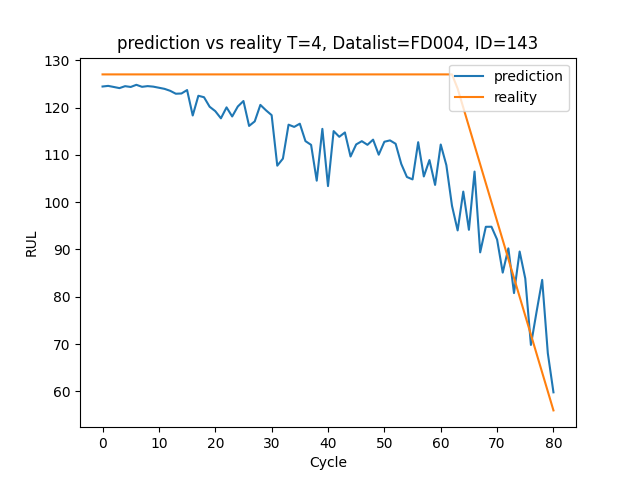 prediction vs reality T=4, Datalist=FD004, ID=143
130
120
110
100
90
80
70
60
RUL
prediction
reality
0 10 20 30 40 50 60 70 80
Cycle